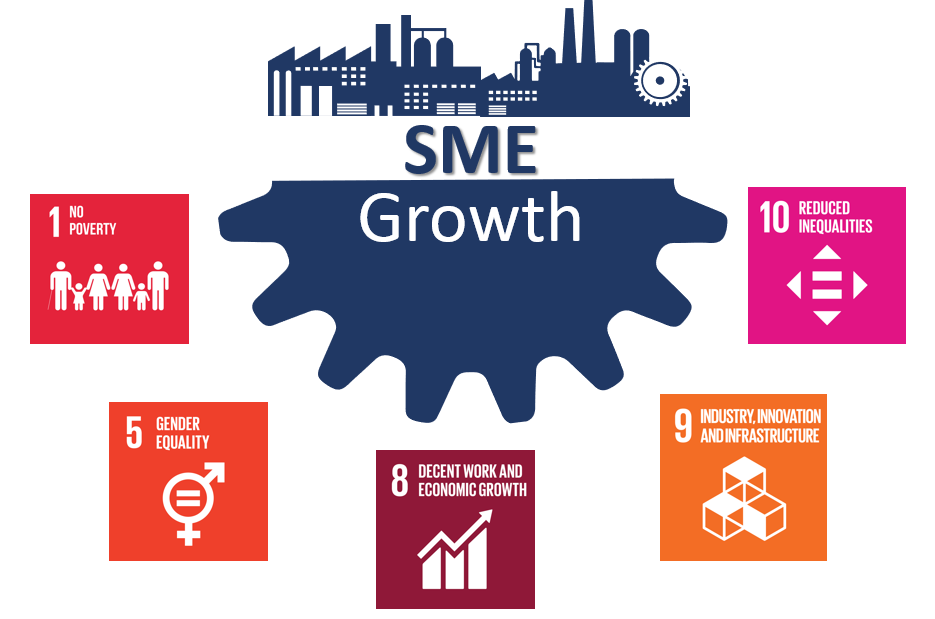 SME
Growth
1 NO
POVERTY
10 REDUCED
INEQUALITIES
5 GENDER
EQUALITY
8 DECENT WORK AND
ECONOMIC GROWTH
9 INDUSTRY, INNOVATION
AND INFRASTRUCTURE